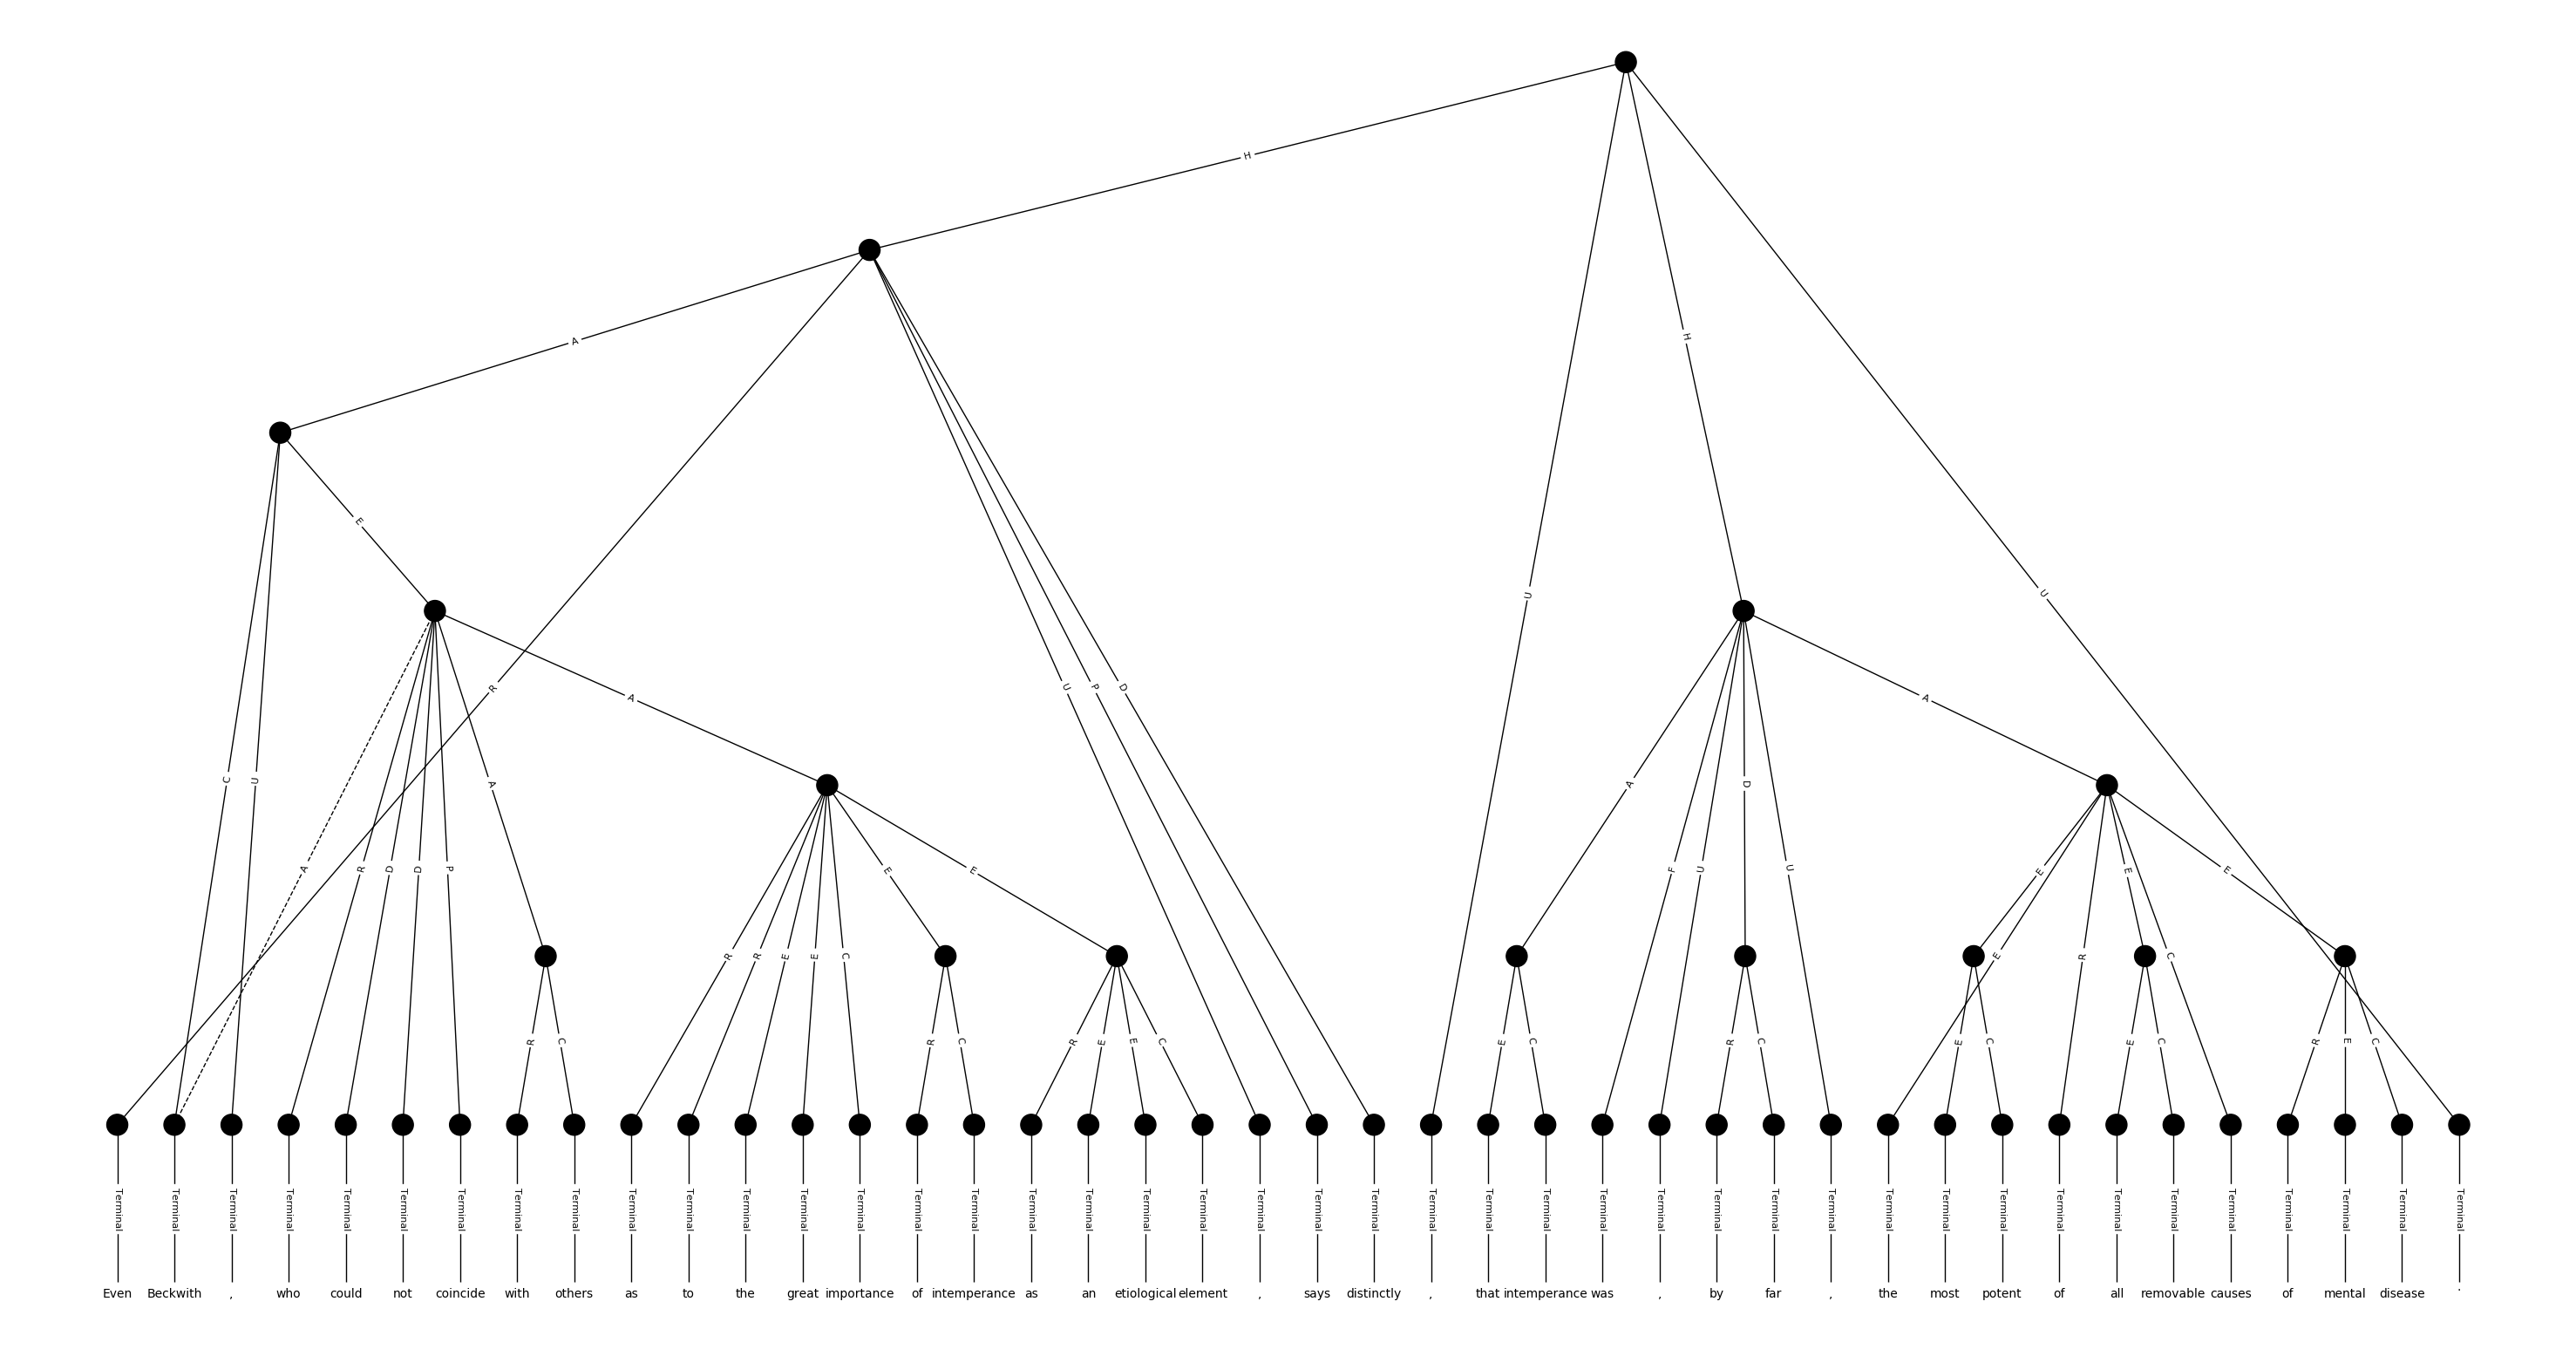 H
A
E
R
A
C
U
A
R
D
D
P
A
U
P
D
U
H
U
A
F
U
D
U
A
R
R
E
E
C
E
E
E
E
R
E
C
C
E
R
C
R
C
R
E
E
C
E
C
R
C
E
C
E
C
R
E
C
Terminal Terminal Terminal Terminal Terminal Terminal Terminal Terminal Terminal Terminal Terminal Terminal Terminal Terminal Terminal Terminal Terminal Terminal Terminal Terminal Terminal Terminal Terminal Terminal Terminal Terminal Terminal Terminal Terminal Terminal Terminal Terminal Terminal Terminal Terminal Terminal Terminal Terminal Terminal Terminal Terminal Terminal
Even Beckwith , who could not coincide with others as to the great importance of intemperance as an etiological element , says distinctly , that intemperance was , by far , the most potent of all removable causes of mental disease .